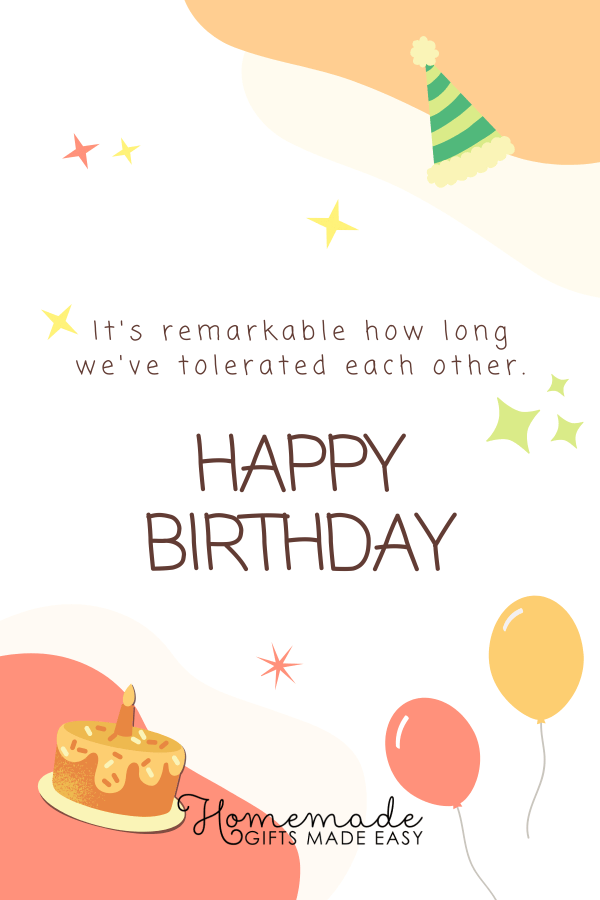 It's remarkable how long
we've tolerated each other.
HAPPY
BIRTHDAY
Homemade
GIFTS MADE EASY